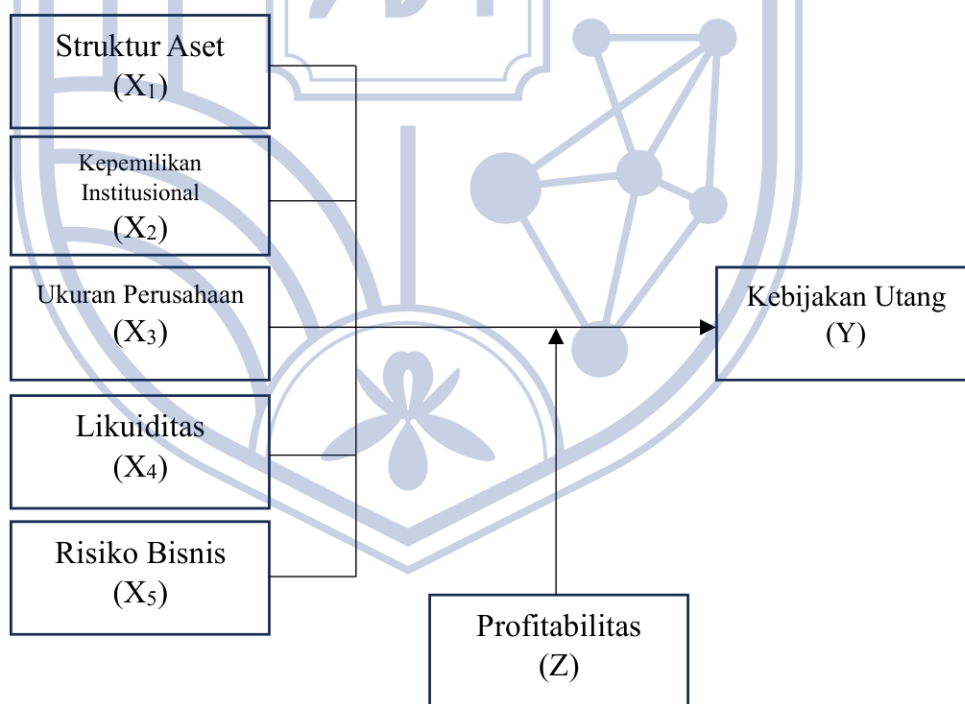 Struktur Aset
(X₁)
Kepemilikan
Institusional
(X₂)
Ukuran Perusahaan
(X₃)
Likuiditas
(X₄)
Risiko Bisnis
(X₅)
Kebijakan Utang
(Y)
Profitabilitas
(Z)